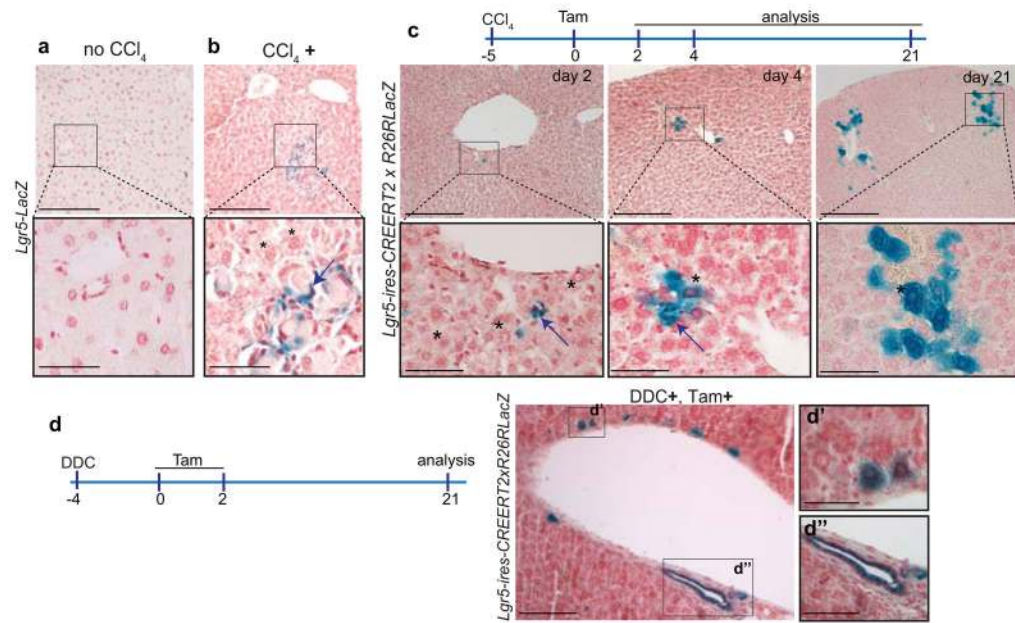 a
no CCl4
b
CCl4 +
c
CCl4
Tam
analysis
-5
0
2
4
21
Lgr5-LacZ
Lgr5-ires-CREERT2 x R26RLacZ
day 2
day 4
day 21
*
*
*
*
*
*
*
d
DDC
Tam
analysis
-4
0
2
21
Lgr5-ires-CREERT2xR26RLacZ
DDC+, Tam+
d'
d''
d'
d''